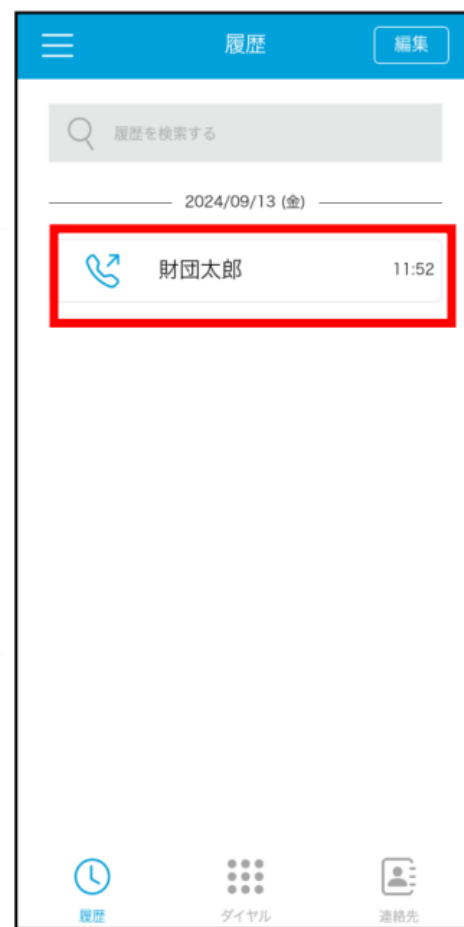 履歴
編集
履歴を検索する
2024/09/13 (金)
財団太郎 11:52
履歴 ダイヤル 連絡先